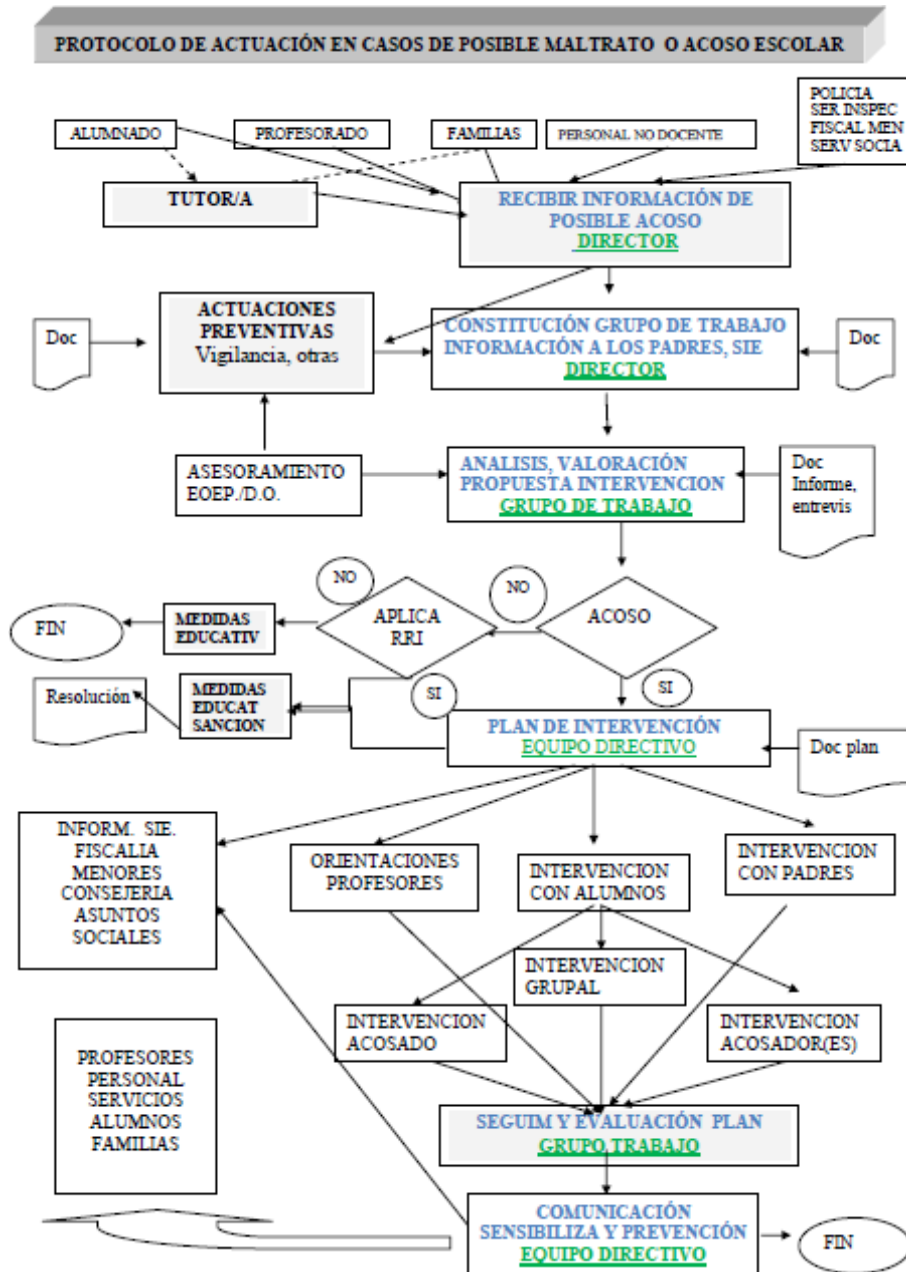 PROTOCOLO DE ACTUACIÓN EN CASOS DE POSIBLE MALTRATO O ACOSO ESCOLAR
POLICIA
SER INSPEC
FISCAL MEN
SERV SOCIA
ALUMNADO
PROFESORADO
FAMILIAS
PERSONAL NO DOCENTE
TUTOR/A
RECIBIR INFORMACIÓN DE
POSIBLE ACOSO
DIRECTOR
ACTUACIONES
PREVENTIVAS
Vigilancia, otras
Doc
CONSTITUCIÓN GRUPO DE TRABAJO
INFORMACIÓN A LOS PADRES, SIE
DIRECTOR
Doc
ASESORAMIENTO
EOEP./D.O.
ANALISIS, VALORACIÓN
PROPUESTA INTERVENCION
GRUPO DE TRABAJO
Doc
Informe,
entrevis
NO
NO
FIN
MEDIDAS
EDUCATIV
APLICA
RRI
ACOSO
Resolución
MEDIDAS
EDUCAT
SANCION
SI
SI
PLAN DE INTERVENCIÓN
EQUIPO DIRECTIVO
Doc plan
INFORM. SIE.
FISCALIA
MENORES
CONSEJERIA
ASUNTOS
SOCIALES
ORIENTACIONES
PROFESORES
INTERVENCION
CON ALUMNOS
INTERVENCION
CON PADRES
INTERVENCION
GRUPAL
INTERVENCION
ACOSADO
INTERVENCION
ACOSADOR(ES)
PROFESORES
PERSONAL
SERVICIOS
ALUMNOS
FAMILIAS
SEGUIM Y EVALUACIÓN PLAN
GRUPO TRABAJO
COMUNICACIÓN
SENSIBILIZA Y PREVENCIÓN
EQUIPO DIRECTIVO
FIN